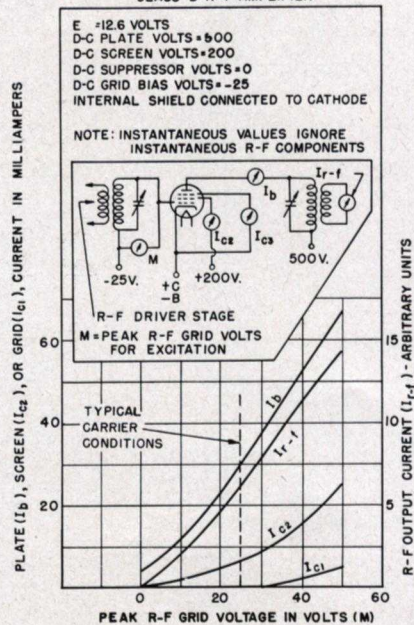 E =12.6 VOLTS
D-C PLATE VOLTS=500
D-C SCREEN VOLTS=200
D-C SUPPRESSOR VOLTS=0
D-C GRID BIAS VOLTS=-25
INTERNAL SHIELD CONNECTED TO CATHODE
NOTE: INSTANTANEOUS VALUES IGNORE
INSTANTANEOUS R-F COMPONENTS
Ib
Ir-f
Ic2
Ic3
M
-25V.
+C
-B
+200V.
500V.
R-F DRIVER STAGE
M=PEAK R-F GRID VOLTS
FOR EXCITATION
TYPICAL
CARRIER
CONDITIONS
Ib
Ir-f
Ic2
Ic1
60
40
20
15
10
5
0
20
40
60
PLATE (Ib), SCREEN (Ic2), OR GRID (Ic1), CURRENT IN MILLIAMPERS
R-F OUTPUT CURRENT (Ir-f) - ARBITRARY UNITS
PEAK R-F GRID VOLTAGE IN VOLTS (M)